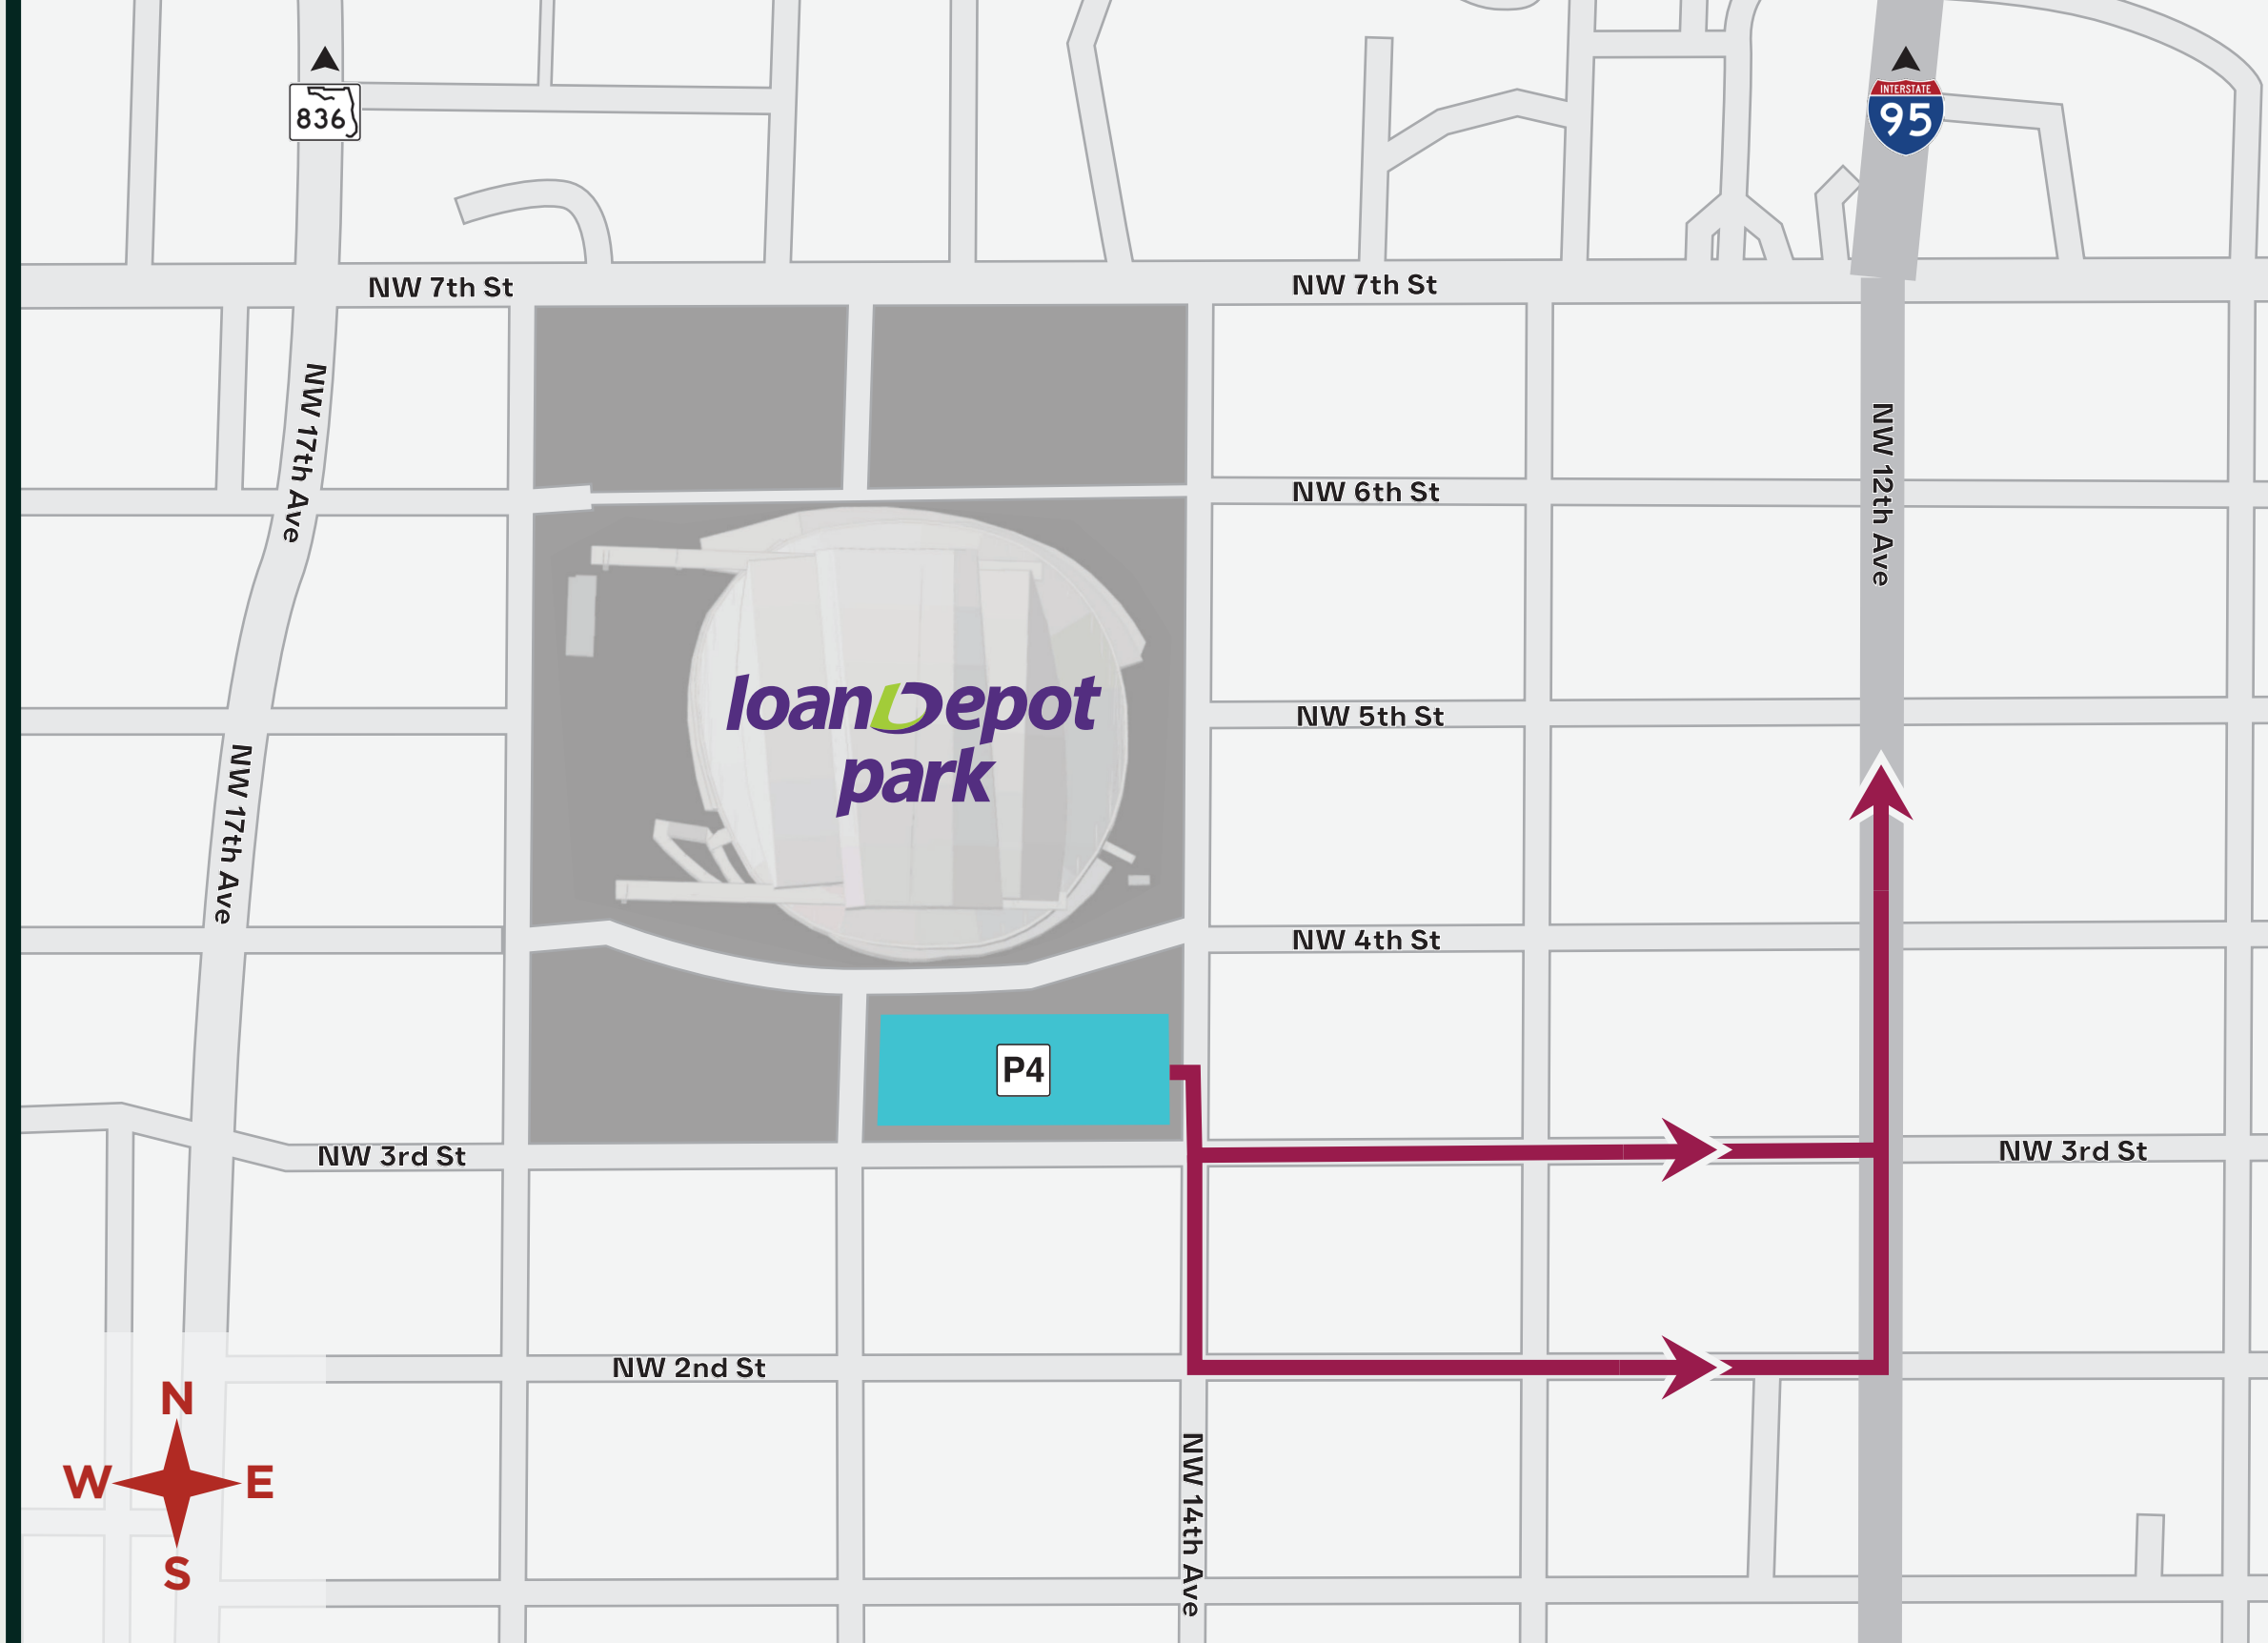 836
INTERSTATE
95
NW 7th St
NW 7th St
NW 17th Ave
NW 12th Ave
NW 6th St
loanDepot
park
NW 5th St
NW 17th Ave
NW 4th St
P4
NW 3rd St
NW 3rd St
NW 2nd St
N
W
E
S
NW 14th Ave